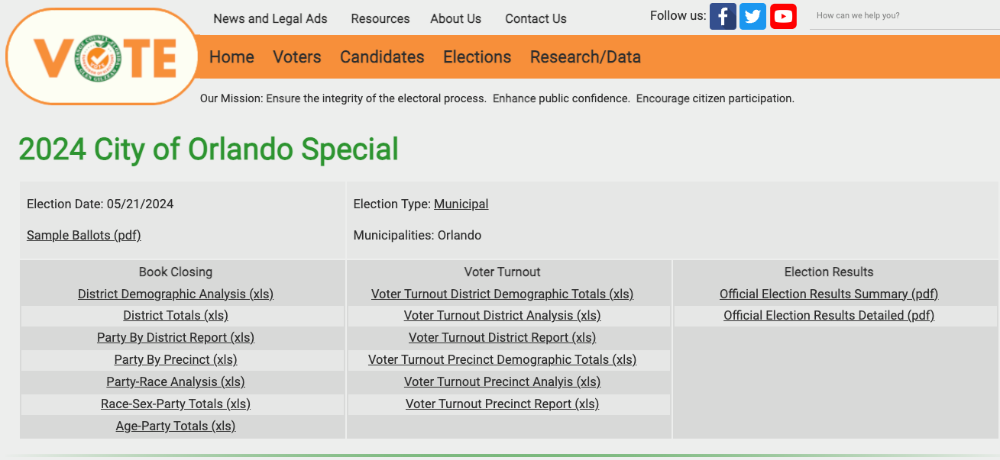 News and Legal Ads Resources About Us Contact Us Follow us: How can we help you?
VOTE
Home Voters Candidates Elections Research/Data
Our Mission: Ensure the integrity of the electoral process. Enhance public confidence. Encourage citizen participation.
2024 City of Orlando Special
Election Date: 05/21/2024 Election Type: Municipal
Sample Ballots (pdf) Municipalities: Orlando
Book Closing Voter Turnout Election Results
District Demographic Analysis (xls) Voter Turnout District Demographic Totals (xls) Official Election Results Summary (pdf)
District Totals (xls) Voter Turnout District Analysis (xls) Official Election Results Detailed (pdf)
Party By District Report (xls) Voter Turnout District Report (xls)
Party By Precinct (xls) Voter Turnout Precinct Demographic Totals (xls)
Party-Race Analysis (xls) Voter Turnout Precinct Analyis (xls)
Race-Sex-Party Totals (xls) Voter Turnout Precinct Report (xls)
Age-Party Totals (xls)